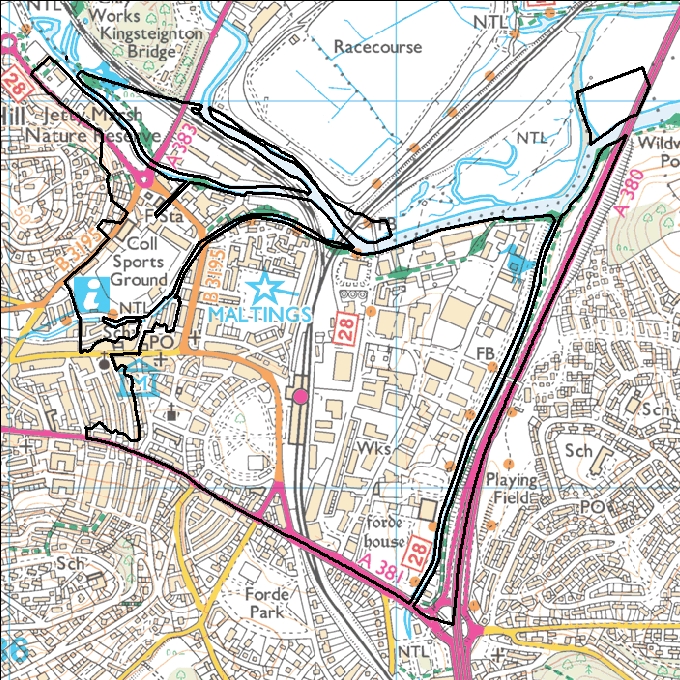 Works
Kingsteignton
Bridge
NTL
Racecourse
NTL
28
Hill
Jetty Marsh
Nature Reserve
A 383
NTL
Wildw
Po
A 380
B 3195
Coll
Sports
Ground
B 3195
NTL
MALTINGS
PO
28
FB
M
Sch
Wks
Sch
Playing
Field
PO
forde
house
28
A 381
Sch
Forde
Park
NTL
FB